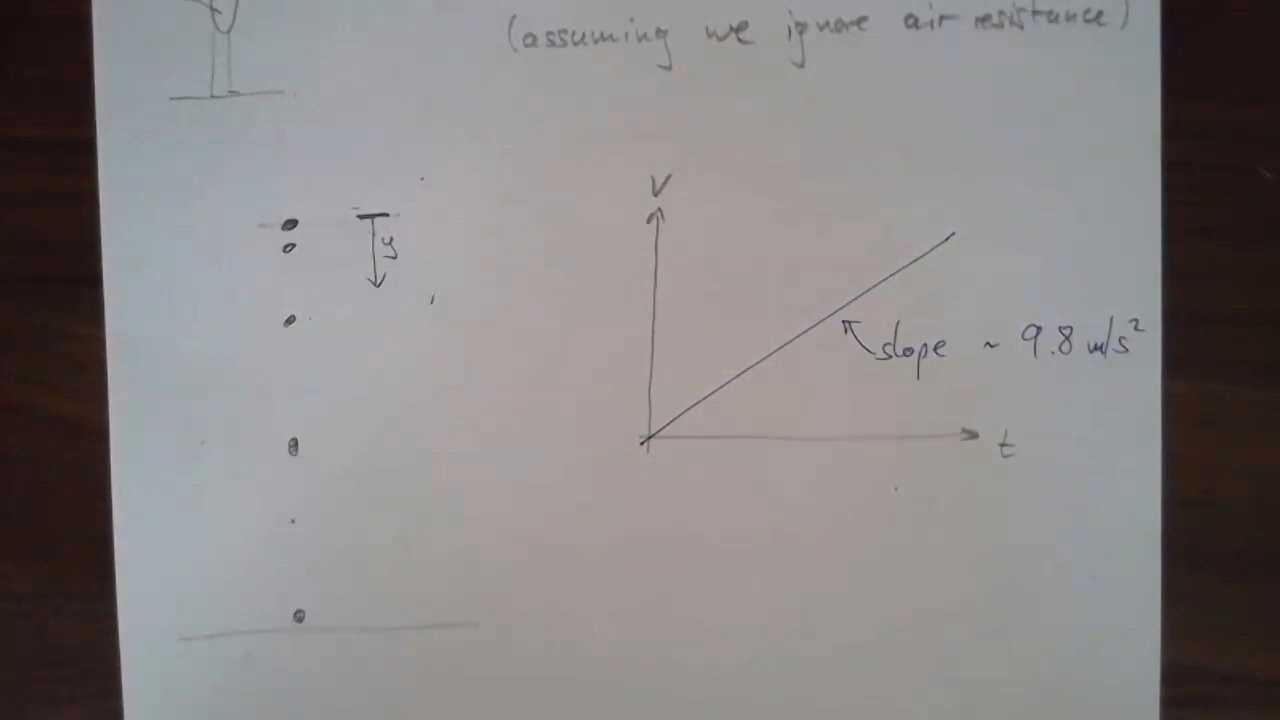 (assuming we ignore air resistance)
V
y
slope ~ 9.8 m/s²
t